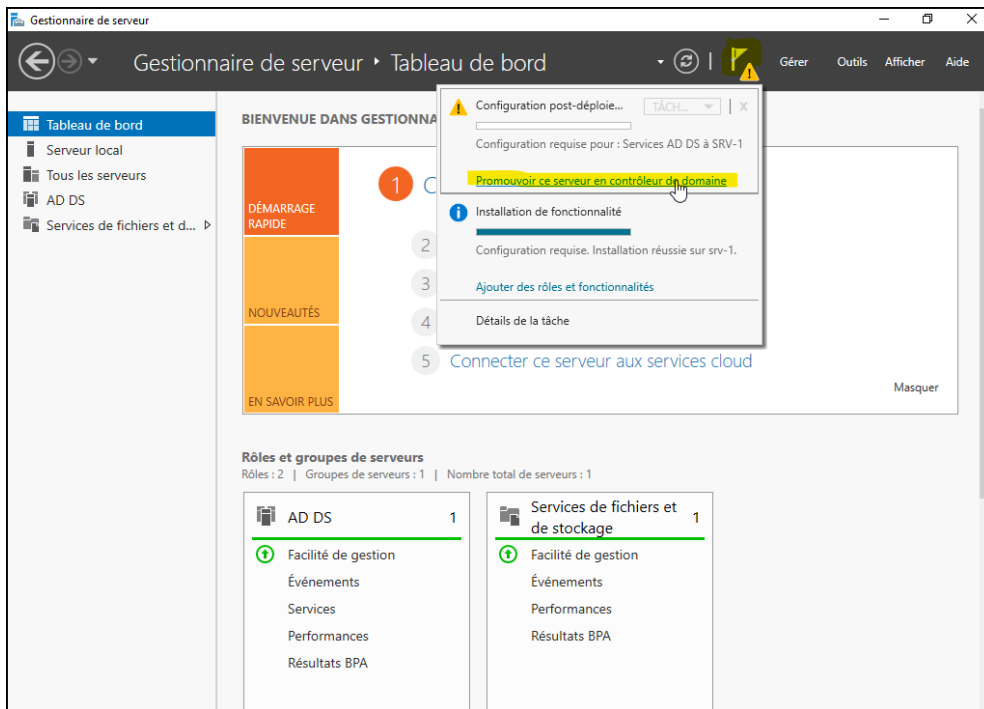 Gestionnaire de serveur
Gestionnaire de serveur ‣ Tableau de bord
Gérer Outils Afficher Aide
Tableau de bord
Serveur local
Tous les serveurs
AD DS
Services de fichiers et d...
BIENVENUE DANS GESTIONNA
DÉMARRAGE
RAPIDE
NOUVEAUTÉS
EN SAVOIR PLUS
1 C
2
3
4
5 Connecter ce serveur aux services cloud
Masquer
Configuration post-déploie... TÂCH... X
Configuration requise pour : Services AD DS à SRV-1
Promouvoir ce serveur en contrôleur de domaine
Installation de fonctionnalité
Configuration requise. Installation réussie sur srv-1.
Ajouter des rôles et fonctionnalités
Détails de la tâche
Rôles et groupes de serveurs
Rôles : 2 | Groupes de serveurs : 1 | Nombre total de serveurs : 1
AD DS 1
Facilité de gestion
Événements
Services
Performances
Résultats BPA
Services de fichiers et
de stockage 1
Facilité de gestion
Événements
Performances
Résultats BPA